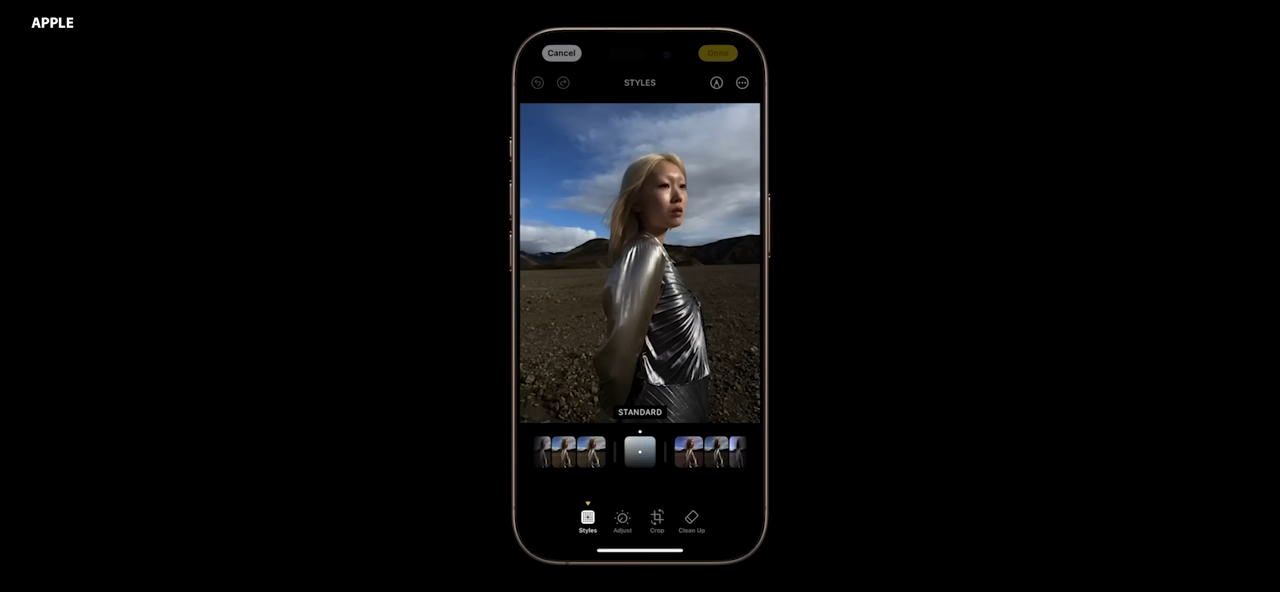 APPLE
Cancel
Done
STYLES
STANDARD
Styles
Adjust
Crop
Clean Up